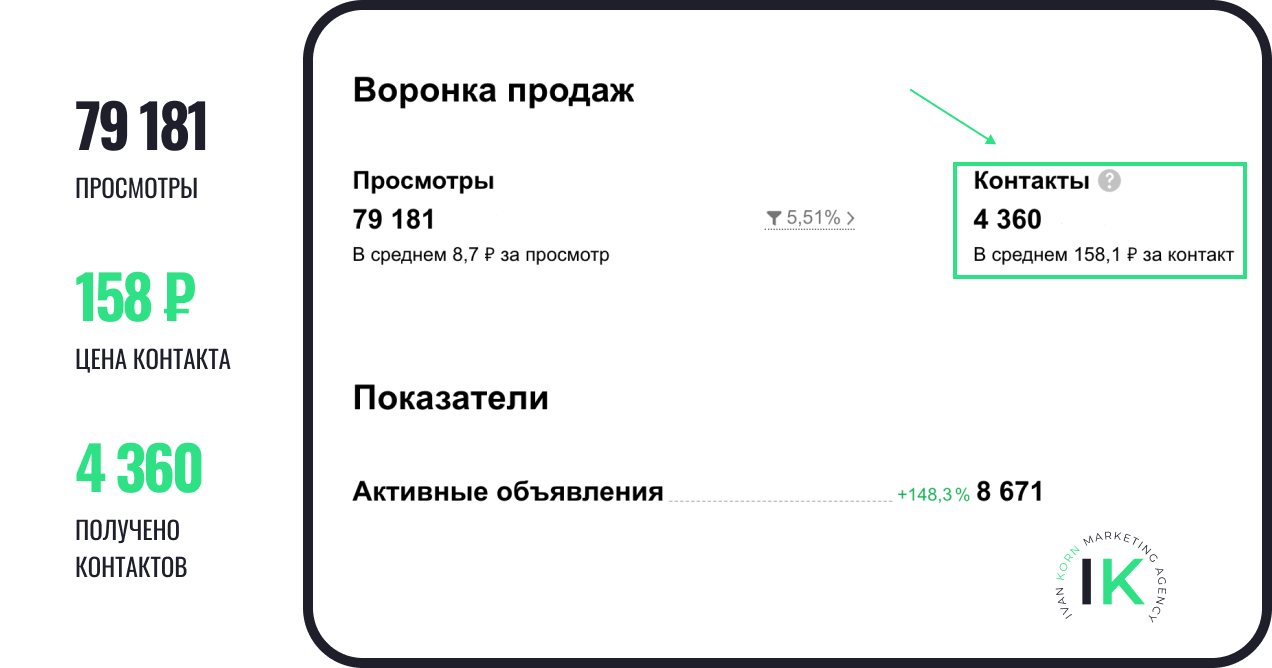 79 181
ПРОСМОТРЫ
158 ₽
ЦЕНА КОНТАКТА
4 360
ПОЛУЧЕНО
КОНТАКТОВ
Воронка продаж
Просмотры
79 181
В среднем 8,7 ₽ за просмотр
5,51% >
Контакты ?
4 360
В среднем 158,1 ₽ за контакт
Показатели
Активные объявления +148,3% 8 671
IVAN KORN MARKETING AGENCY
IK